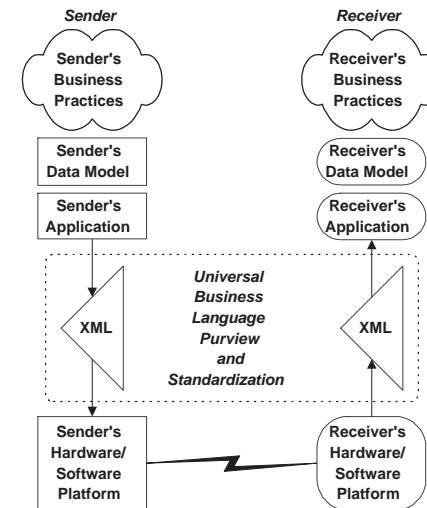 Sender
Sender's
Business
Practices
Sender's
Data Model
Sender's
Application
XML
Sender's
Hardware/
Software
Platform
Universal
Business
Language
Purview
and
Standardization
Receiver
Receiver's
Business
Practices
Receiver's
Data Model
Receiver's
Application
XML
Receiver's
Hardware/
Software
Platform